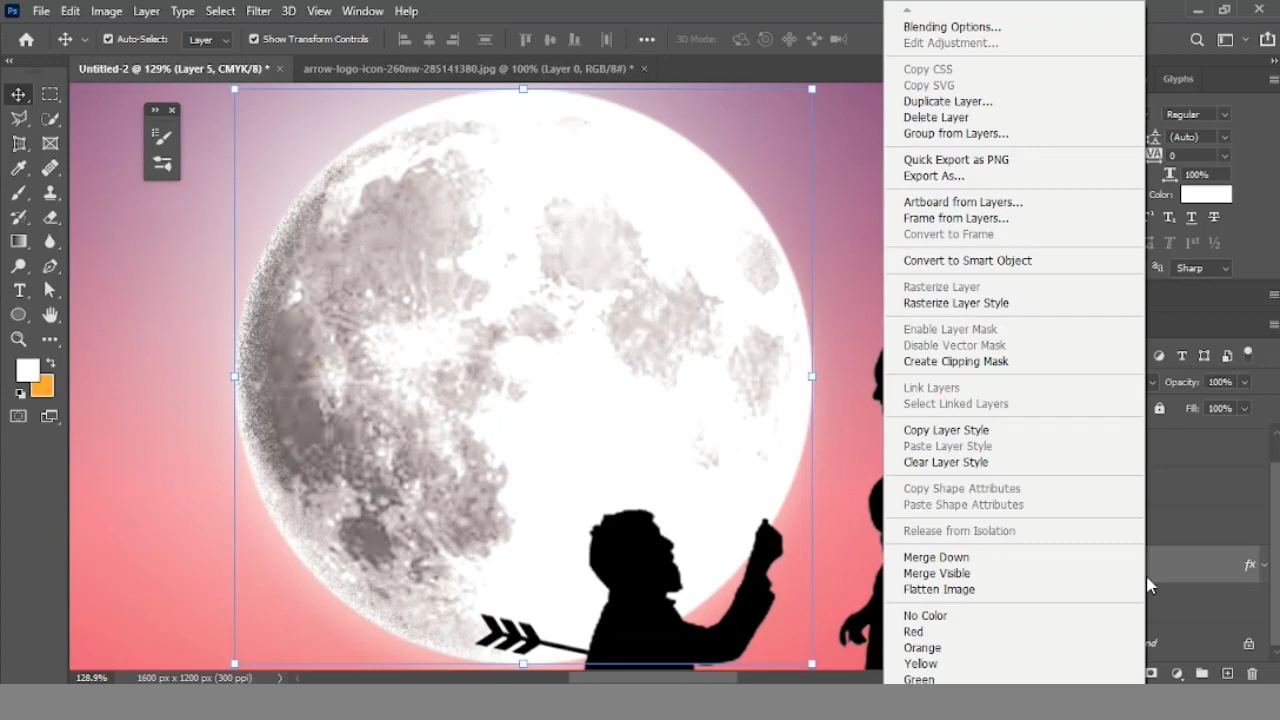 Ps File Edit Image Layer Type Select Filter 3D View Window Help
Auto-Select: Layer Show Transform Controls ••• 3D Mode:
Untitled-2 @ 129% (Layer 5, CMYK/8) * × arrow-logo-icon-260nw-285141380.jpg @ 100% (Layer 0, RGB/8#) * ×
Glyphs
Regular
(Auto)
0
100%
Color:
Sharp
Opacity: 100%
Fill: 100%
fx
nd
Blending Options...
Edit Adjustment...
Copy CSS
Copy SVG
Duplicate Layer...
Delete Layer
Group from Layers...
Quick Export as PNG
Export As...
Artboard from Layers...
Frame from Layers...
Convert to Frame
Convert to Smart Object
Rasterize Layer
Rasterize Layer Style
Enable Layer Mask
Disable Vector Mask
Create Clipping Mask
Link Layers
Select Linked Layers
Copy Layer Style
Paste Layer Style
Clear Layer Style
Copy Shape Attributes
Paste Shape Attributes
Release from Isolation
Merge Down
Merge Visible
Flatten Image
No Color
Red
Orange
Yellow
Green
128.9% 1600 px x 1200 px (300 ppi)